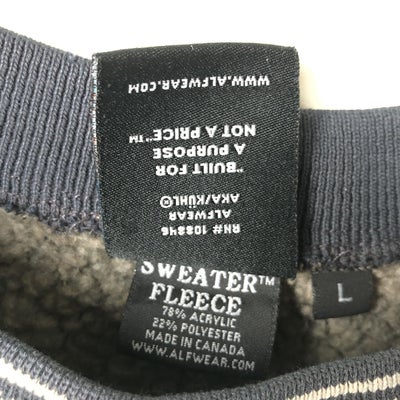 WWW.ALFWEAR.COM
"BUILT FOR
A PURPOSE
NOT A PRICE"™
RN# 108846
ALFWEAR
AKA/KÜHL®
SWEATER™
FLEECE
78% ACRYLIC
22% POLYESTER
MADE IN CANADA
WWW.ALFWEAR.COM
L